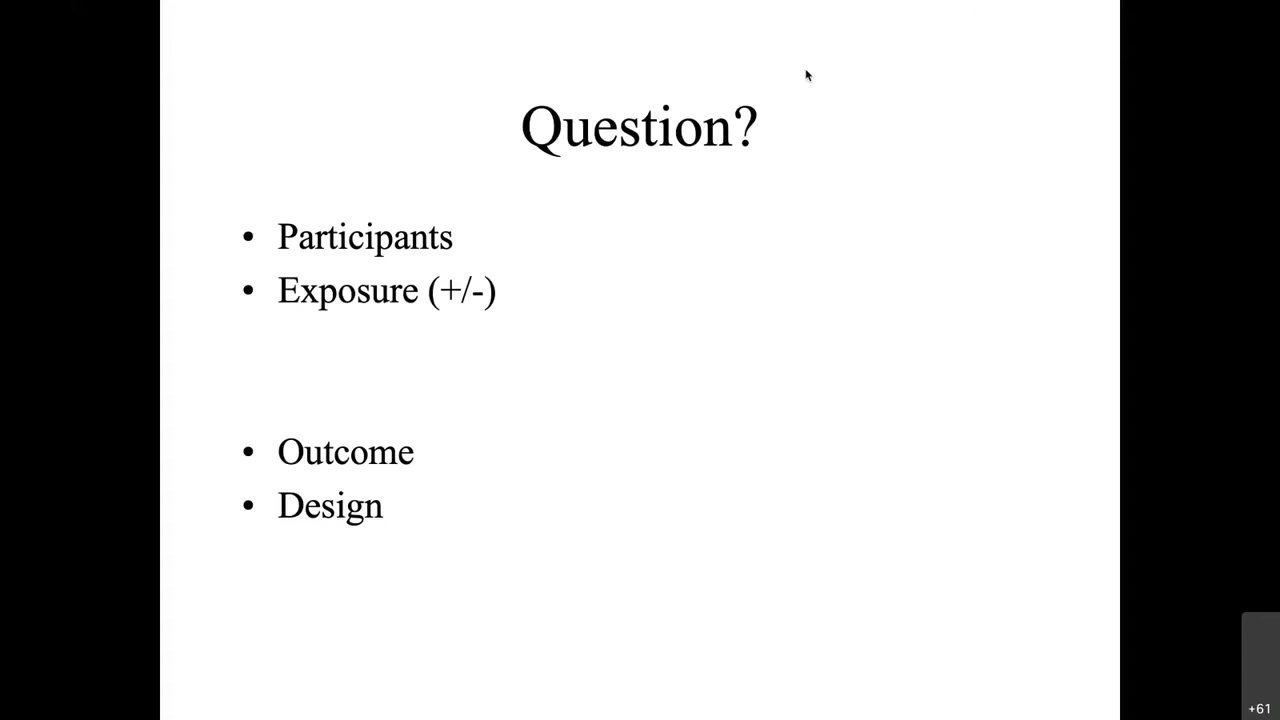 Question?
• Participants
• Exposure (+/-)
• Outcome
• Design
+61